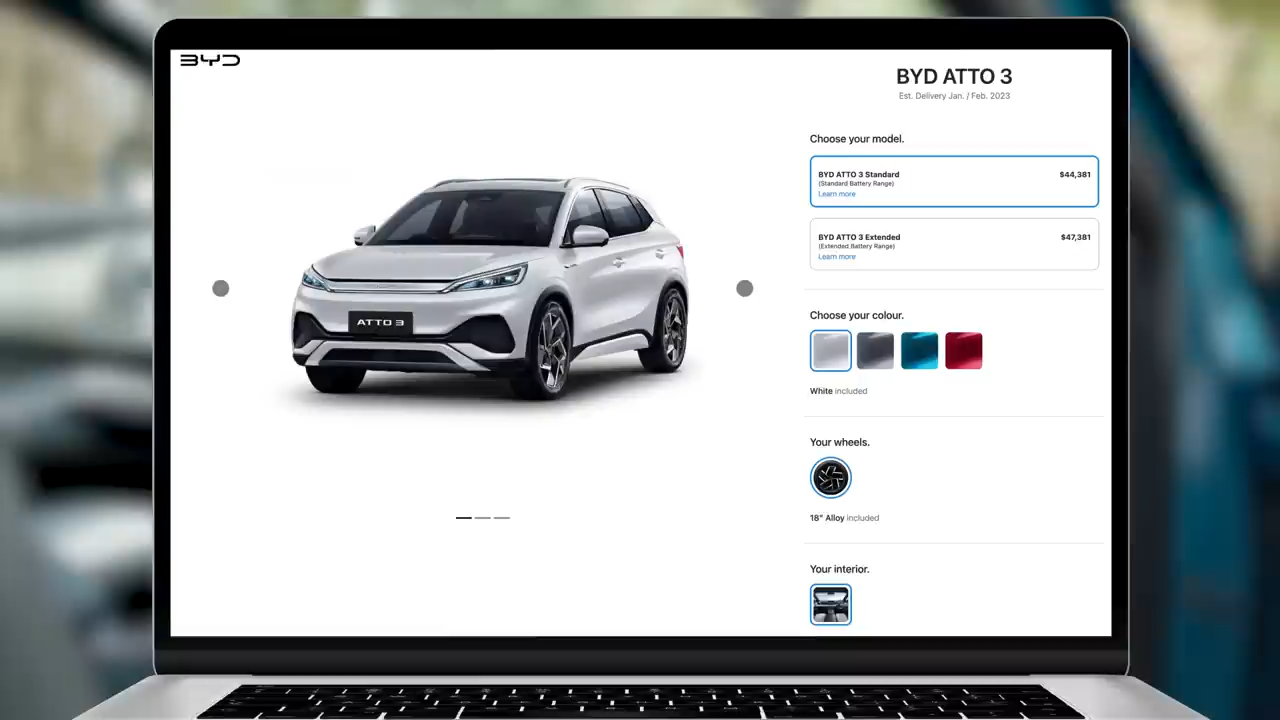 BYD
BYD ATTO 3
Est. Delivery Jan. / Feb. 2023
Choose your model.
BYD ATTO 3 Standard $44,381
(Standard Battery Range)
Learn more
BYD ATTO 3 Extended $47,381
(Extended Battery Range)
Learn more
ATTO 3
Choose your colour.
White included
Your wheels.
18" Alloy included
Your interior.